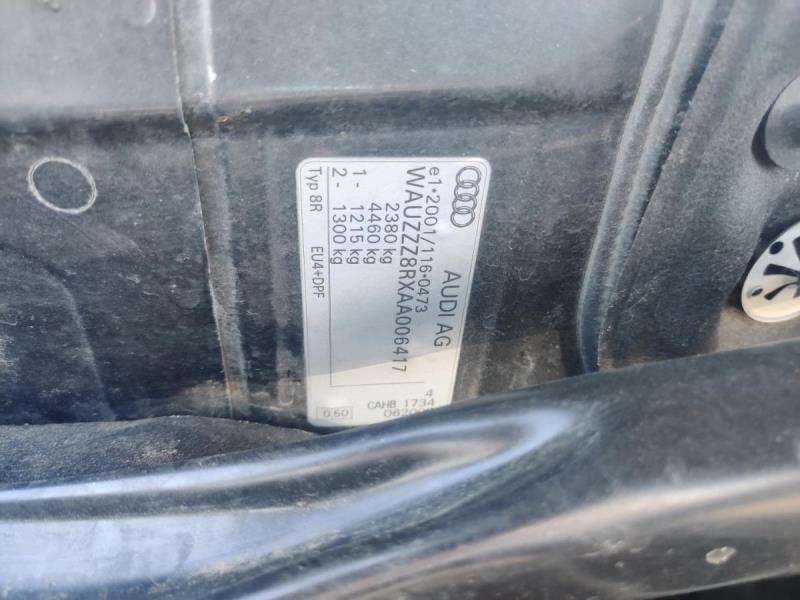 AUDI AG
e1*2001/116*0473
WAUZZZ8RXAA006417
2380 kg
4460 kg
1 - 1215 kg
2 - 1300 kg
Typ 8R EU4+DPF
4
CAHB 1734
0.60